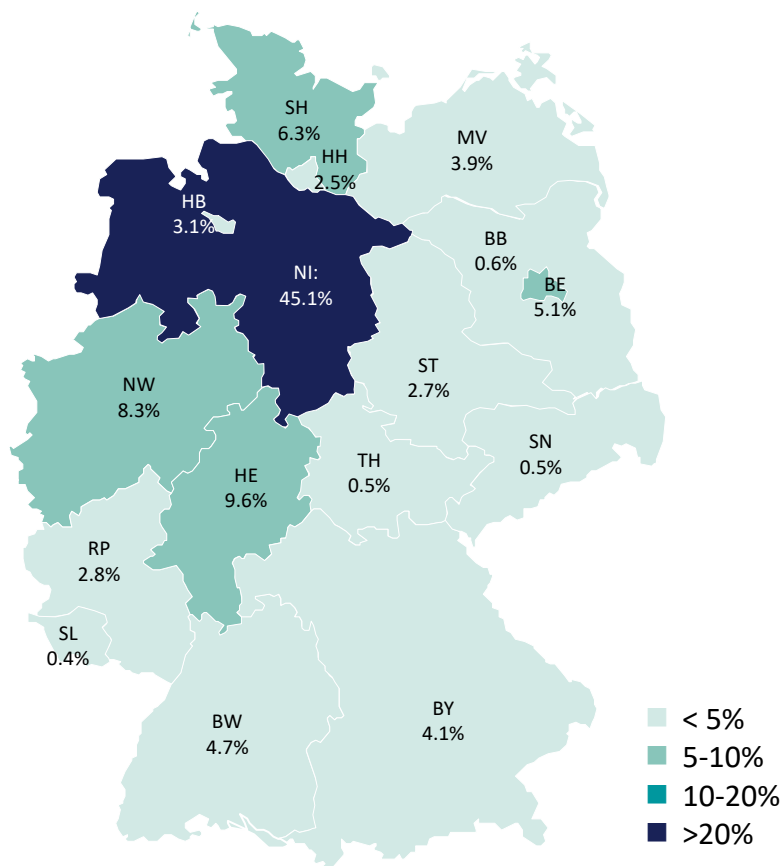 SH
6.3%
HH
2.5%
MV
3.9%
HB
3.1%
BB
0.6%
BE
5.1%
NI:
45.1%
ST
2.7%
NW
8.3%
SN
0.5%
TH
0.5%
HE
9.6%
RP
2.8%
SL
0.4%
BW
4.7%
BY
4.1%
< 5%
5-10%
10-20%
>20%